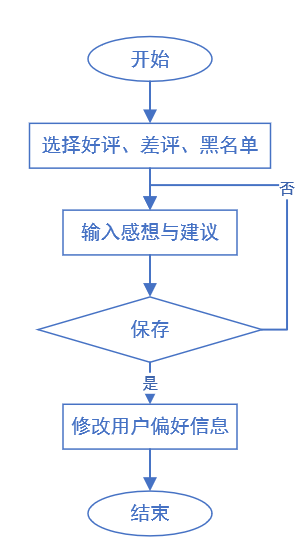 开始
选择好评、差评、黑名单
否
输入感想与建议
保存
是
修改用户偏好信息
结束